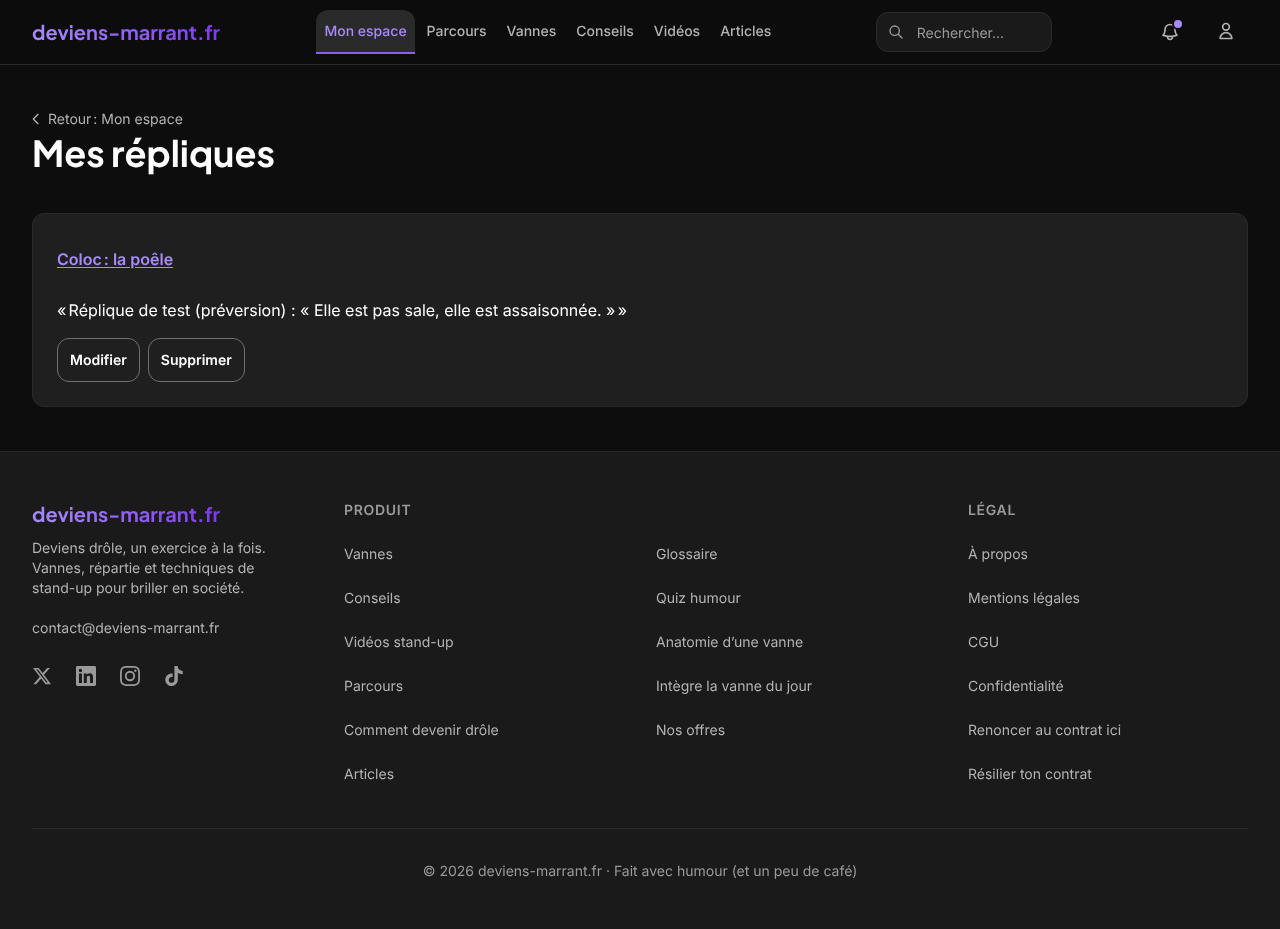 deviens-marrant.fr
Mon espace
Parcours
Vannes
Conseils
Vidéos
Articles
Rechercher...
Retour : Mon espace
Mes répliques
Coloc : la poêle
« Réplique de test (préversion) : « Elle est pas sale, elle est assaisonnée. » »
Modifier
Supprimer
deviens-marrant.fr
Deviens drôle, un exercice à la fois.
Vannes, répartie et techniques de
stand-up pour briller en société.
contact@deviens-marrant.fr
PRODUIT
Vannes
Conseils
Vidéos stand-up
Parcours
Comment devenir drôle
Articles
Glossaire
Quiz humour
Anatomie d’une vanne
Intègre la vanne du jour
Nos offres
LÉGAL
À propos
Mentions légales
CGU
Confidentialité
Renoncer au contrat ici
Résilier ton contrat
© 2026 deviens-marrant.fr · Fait avec humour (et un peu de café)